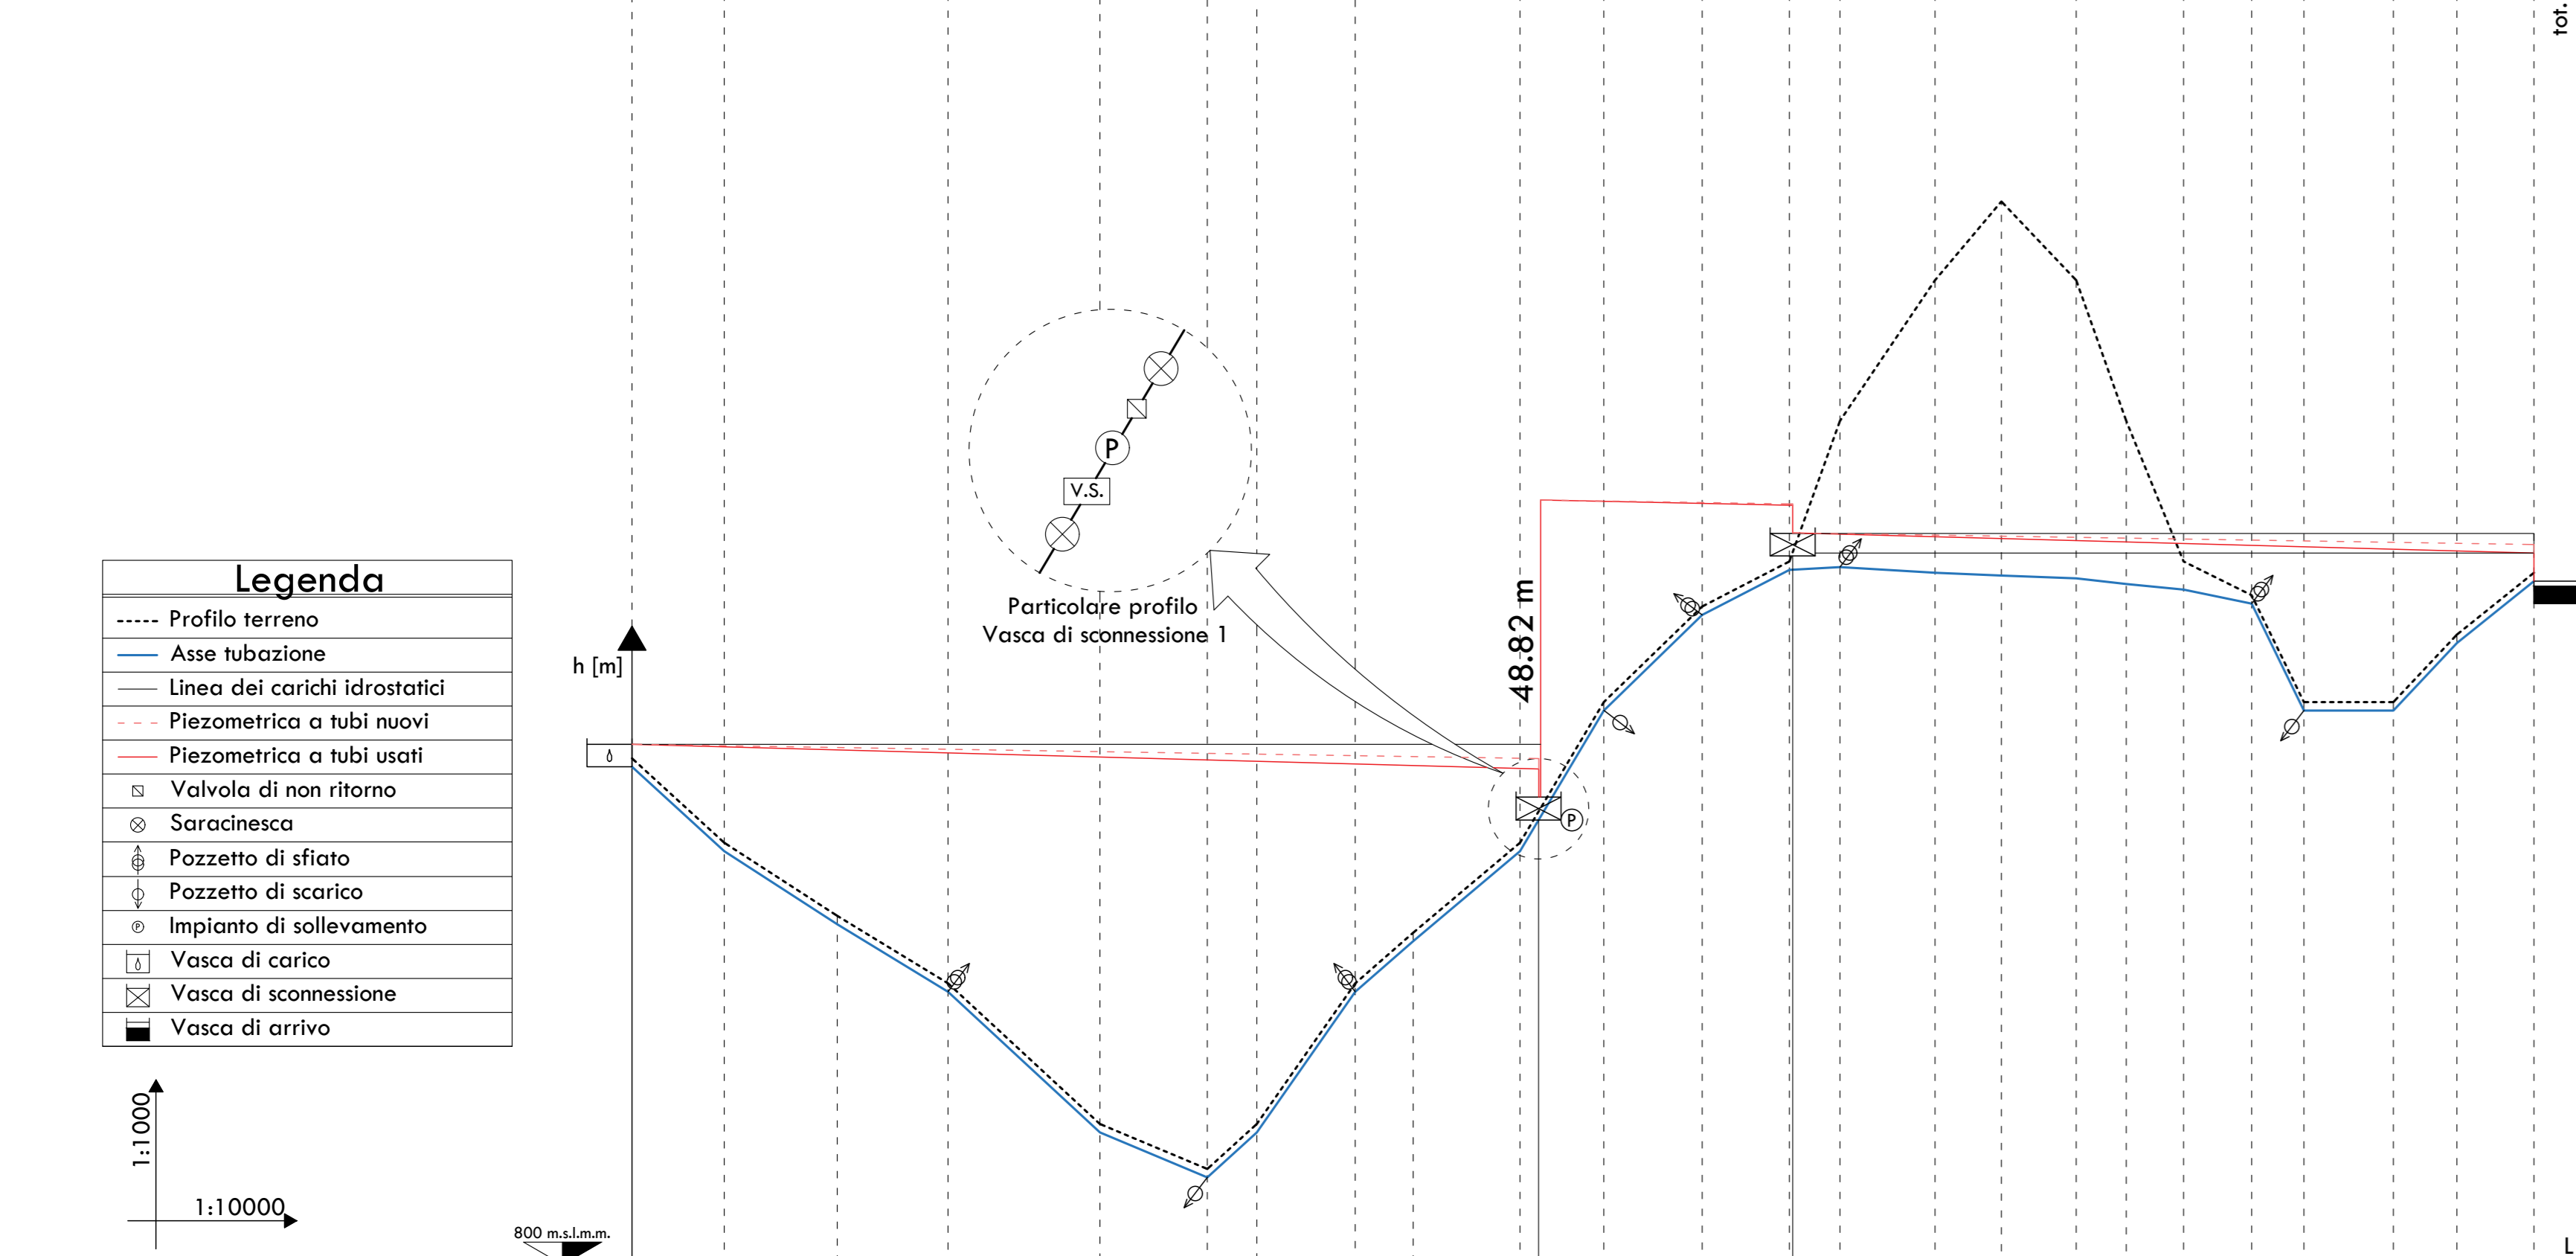 tot.
P
V.S.
Particolare profilo
Vasca di sconnessione 1
48.82 m
h [m]
P
Legenda
Profilo terreno
Asse tubazione
Linea dei carichi idrostatici
Piezometrica a tubi nuovi
Piezometrica a tubi usati
Valvola di non ritorno
Saracinesca
Pozzetto di sfiato
Pozzetto di scarico
P Impianto di sollevamento
Vasca di carico
Vasca di sconnessione
Vasca di arrivo
1:1000
1:10000
800 m.s.l.m.m.
L